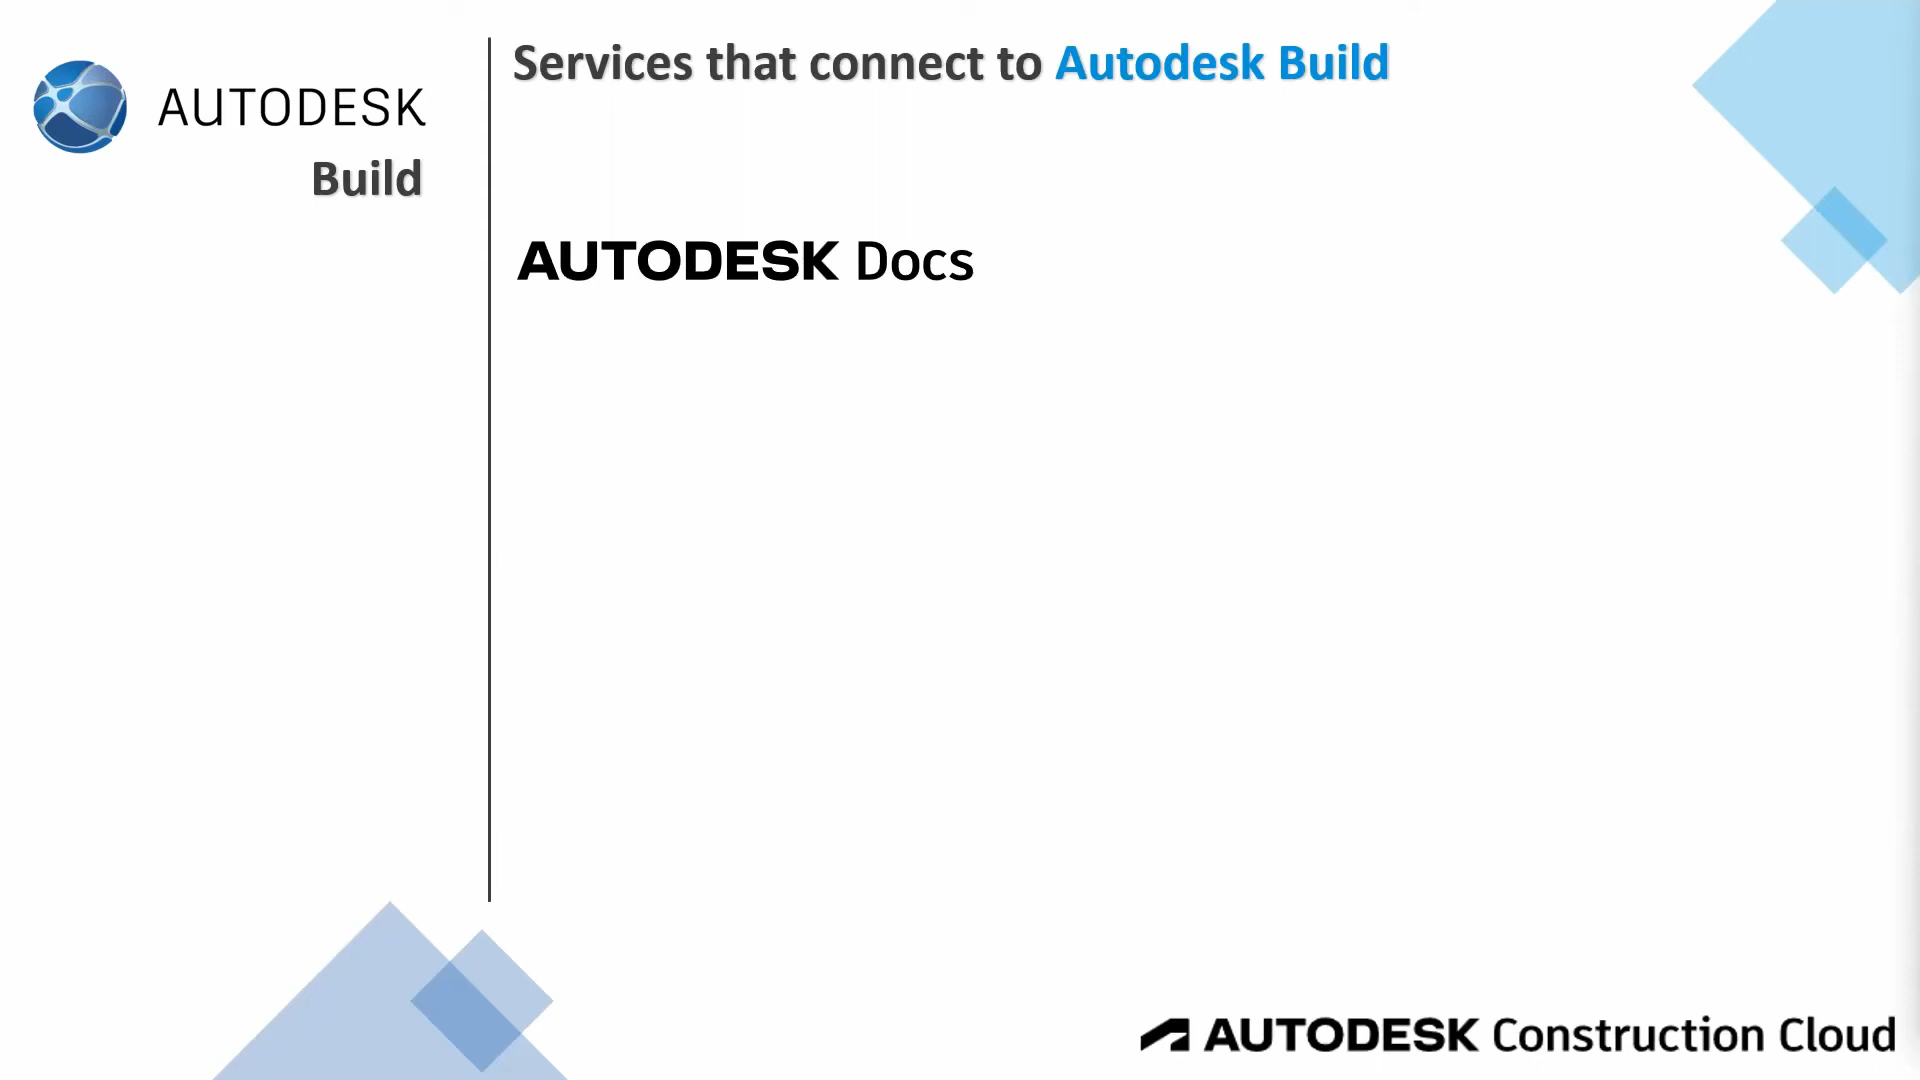 AUTODESK
Build
Services that connect to Autodesk Build
AUTODESK Docs
AUTODESK Construction Cloud